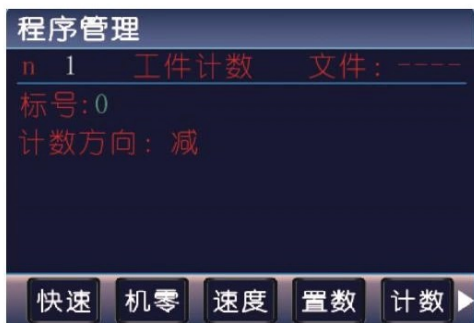 程序管理
n 1 工件计数 文件: ----
标号:0
计数方向: 减
快速 机零 速度 置数 计数